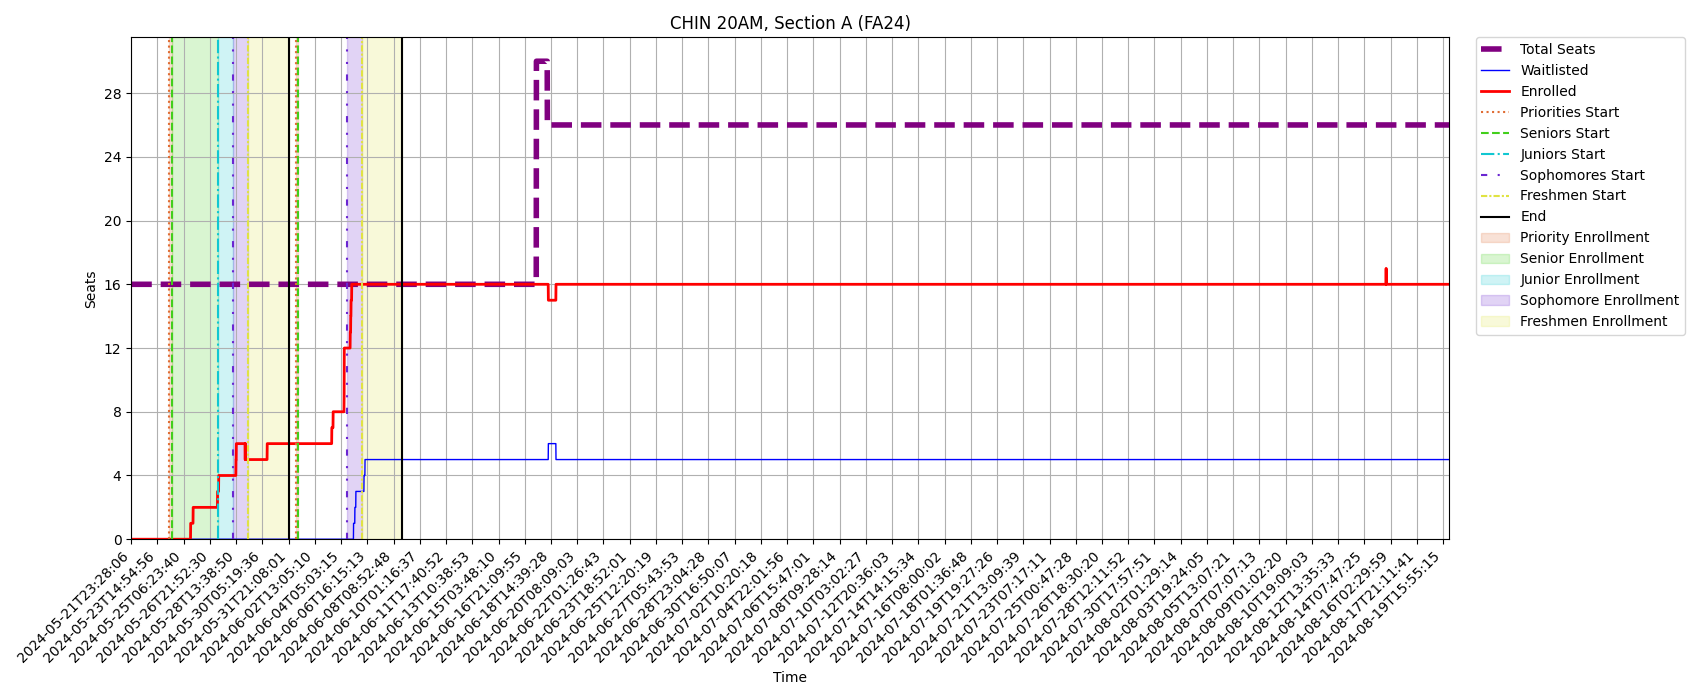 CHIN 20AM, Section A (FA24)
Seats
28
24
20
16
12
8
4
0
2024-05-21T23:28:06
2024-05-23T14:54:56
2024-05-25T06:23:40
2024-05-26T21:52:30
2024-05-28T13:38:50
2024-05-30T05:19:36
2024-05-31T21:08:01
2024-06-02T13:05:10
2024-06-04T05:03:15
2024-06-06T16:15:13
2024-06-08T08:52:48
2024-06-10T01:16:37
2024-06-11T17:40:52
2024-06-13T10:38:53
2024-06-15T03:48:10
2024-06-16T21:09:55
2024-06-18T14:39:28
2024-06-20T08:09:03
2024-06-22T01:26:43
2024-06-23T18:52:01
2024-06-25T12:20:19
2024-06-27T05:43:53
2024-06-28T23:04:28
2024-06-30T16:50:07
2024-07-02T10:20:18
2024-07-04T22:01:56
2024-07-06T15:47:01
2024-07-08T09:28:14
2024-07-10T03:02:27
2024-07-12T20:36:03
2024-07-14T14:15:34
2024-07-16T08:00:02
2024-07-18T01:36:48
2024-07-19T19:27:26
2024-07-21T13:09:39
2024-07-23T07:17:11
2024-07-25T00:47:28
2024-07-26T18:30:20
2024-07-28T12:11:52
2024-07-30T17:57:51
2024-08-02T01:29:14
2024-08-03T19:24:05
2024-08-05T13:07:21
2024-08-07T07:07:13
2024-08-09T01:02:20
2024-08-10T19:09:03
2024-08-12T13:35:33
2024-08-14T07:47:25
2024-08-16T02:29:59
2024-08-17T21:11:41
2024-08-19T15:55:15
Time
Total Seats
Waitlisted
Enrolled
Priorities Start
Seniors Start
Juniors Start
Sophomores Start
Freshmen Start
End
Priority Enrollment
Senior Enrollment
Junior Enrollment
Sophomore Enrollment
Freshmen Enrollment